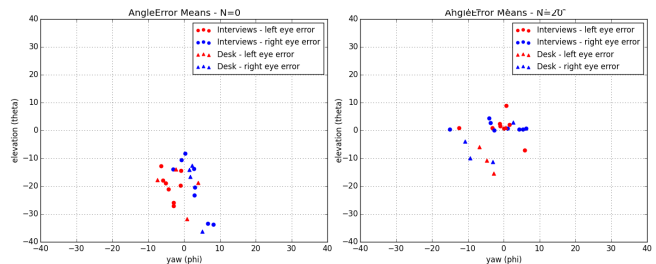 AngleError Means - N=0
Interviews - left eye error
Interviews - right eye error
Desk - left eye error
Desk - right eye error
elevation (theta)
40
30
20
10
0
−10
−20
−30
−40
−40 −30 −20 −10 0 10 20 30 40
yaw (phi)
Means
Interviews - left eye error
Interviews - right eye error
Desk - left eye error
Desk - right eye error
elevation (theta)
40
30
20
10
0
−10
−20
−30
−40
−40 −30 −20 −10 0 10 20 30 40
yaw (phi)